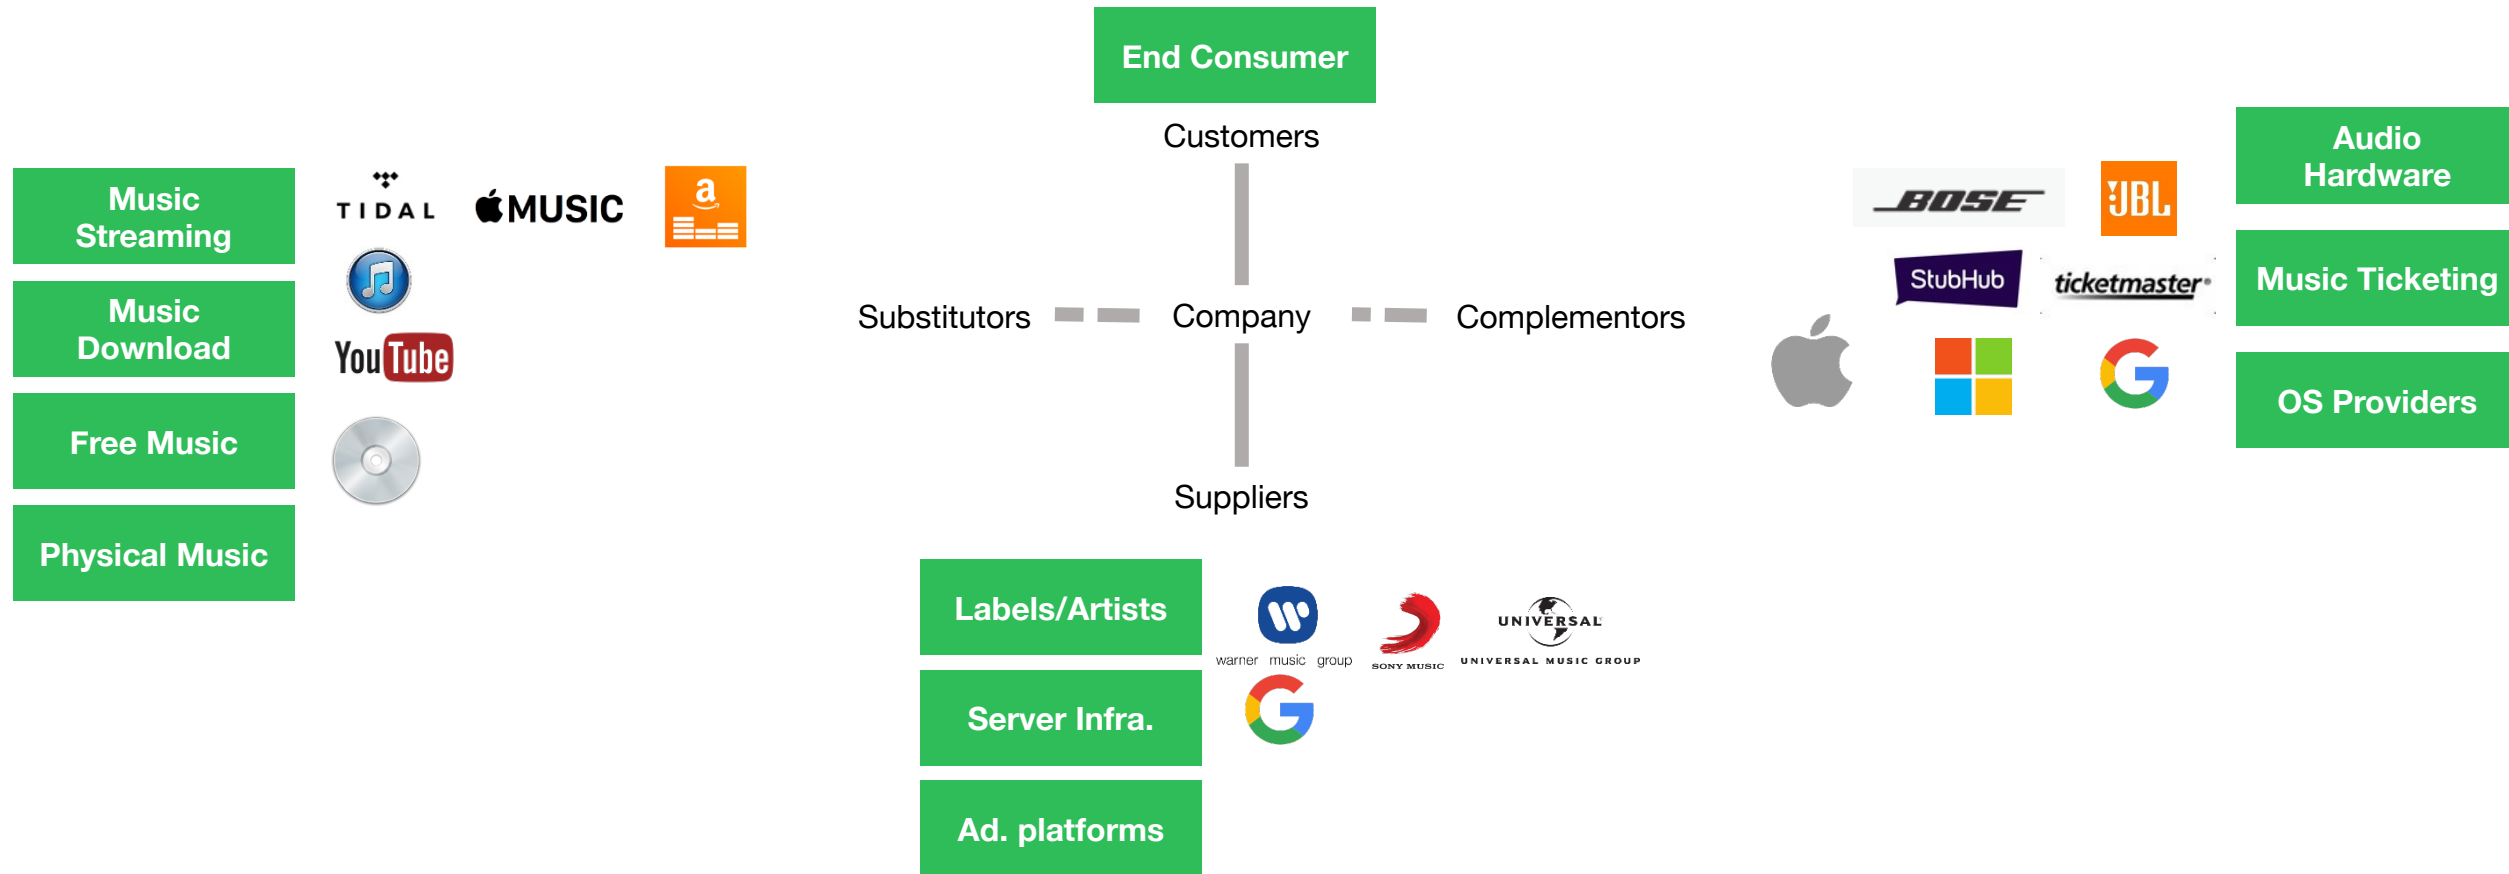 End Consumer
Customers
Music
Streaming
TIDAL
MUSIC
a
Music
Download
YouTube
Free Music
Physical Music
Substitutors
Company
Complementors
BOSE
JBL
Audio
Hardware
StubHub
ticketmaster®
Music Ticketing
OS Providers
Suppliers
Labels/Artists
warner music group
SONY MUSIC
UNIVERSAL
UNIVERSAL MUSIC GROUP
Server Infra.
G
Ad. platforms